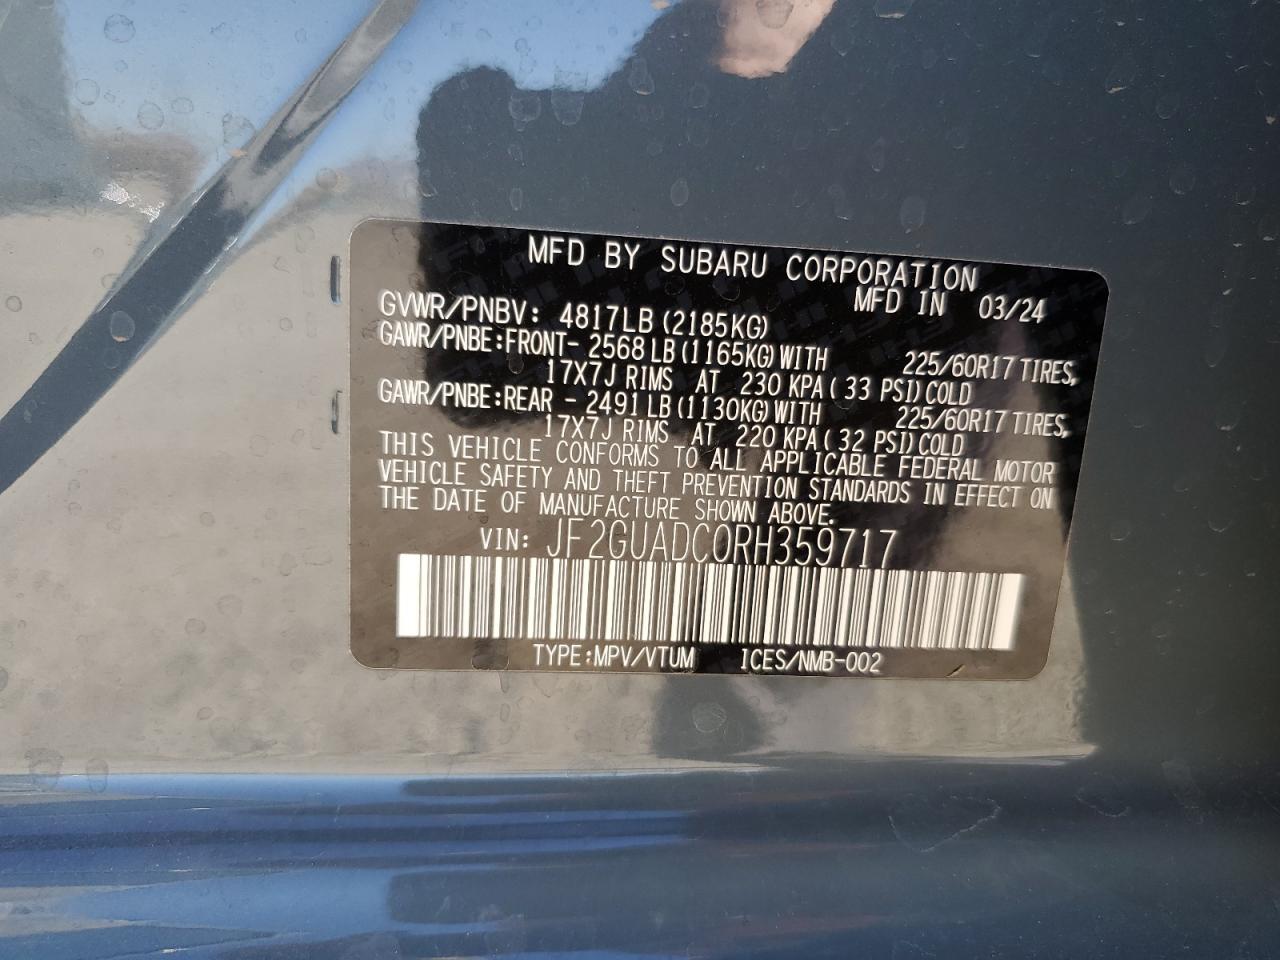 MFD BY SUBARU CORPORATION
MFD IN 03/24
GVWR/PNBV: 4817LB (2185KG)
GAWR/PNBE:FRONT- 2568 LB (1165KG) WITH 225/60R17 TIRES,
17X7J RIMS AT 230 KPA ( 33 PSI) COLD
GAWR/PNBE:REAR - 2491 LB (1130KG) WITH 225/60R17 TIRES,
17X7J RIMS AT 220 KPA ( 32 PSI) COLD
THIS VEHICLE CONFORMS TO ALL APPLICABLE FEDERAL MOTOR
VEHICLE SAFETY AND THEFT PREVENTION STANDARDS IN EFFECT ON
THE DATE OF MANUFACTURE SHOWN ABOVE.
VIN: JF2GUADC0RH359717
TYPE:MPV/VTUM ICES/NMB-002